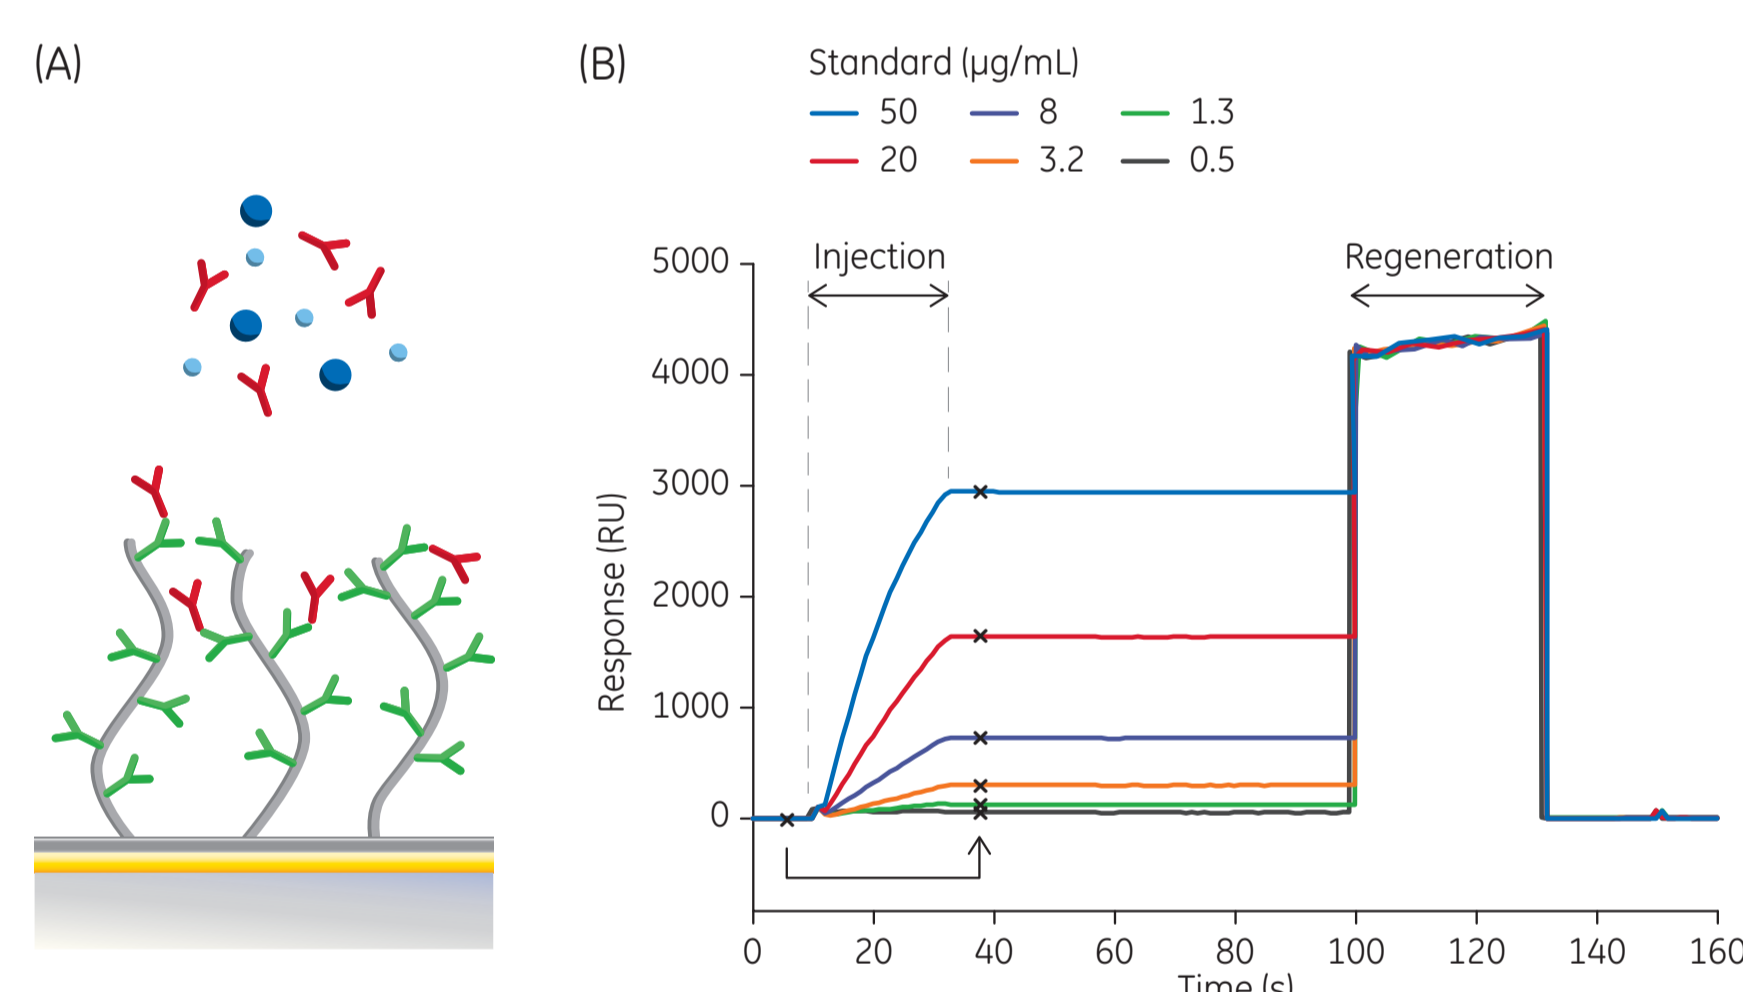 (A)
(B)
Standard (µg/mL)
50 8 1.3
20 3.2 0.5
Injection
Regeneration
5000
4000
3000
2000
1000
0
Response (RU)
0 20 40 60 80 100 120 140 160
Time (s)